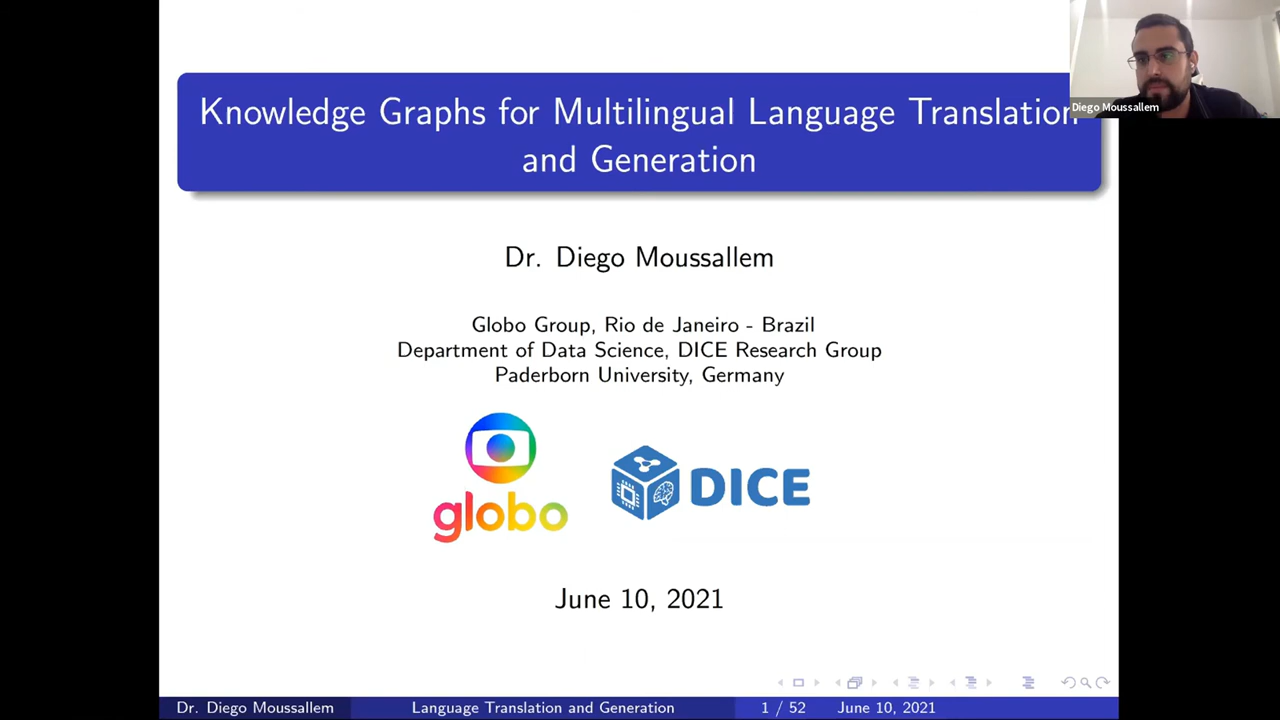 Knowledge Graphs for Multilingual Language Translation
and Generation
Diego Moussallem
Dr. Diego Moussallem
Globo Group, Rio de Janeiro - Brazil
Department of Data Science, DICE Research Group
Paderborn University, Germany
globo
DICE
June 10, 2021
Dr. Diego Moussallem Language Translation and Generation 1 / 52 June 10, 2021